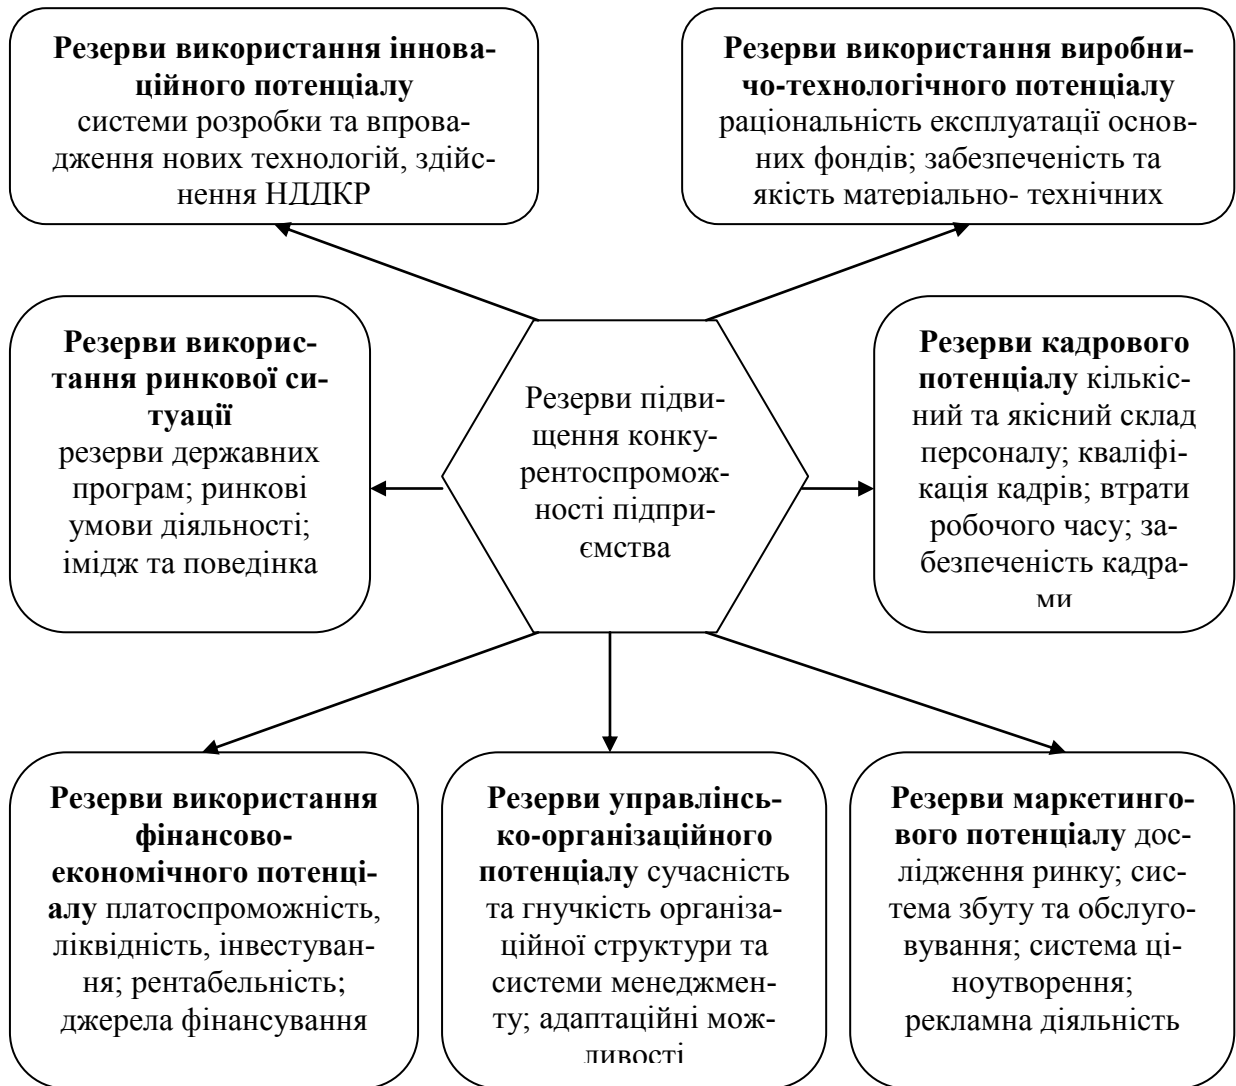 Резерви використання іннова-
ційного потенціалу
системи розробки та впрова-
дження нових технологій, здійс-
нення НДДКР
Резерви використання виробни-
чо-технологічного потенціалу
раціональність експлуатації основ-
них фондів; забезпеченість та
якість матеріально- технічних
Резерви викорис-
тання ринкової си-
туації
резерви державних
програм; ринкові
умови діяльності;
імідж та поведінка
Резерви підви-
щення конку-
рентоспромож-
ності підпри-
ємства
Резерви кадрового
потенціалу кількіс-
ний та якісний склад
персоналу; кваліфі-
кація кадрів; втрати
робочого часу; за-
безпеченість кадра-
ми
Резерви використання
фінансово-
економічного потенці-
алу платоспроможність,
ліквідність, інвестуван-
ня; рентабельність;
джерела фінансування
Резерви управлінсь-
ко-організаційного
потенціалу сучасність
та гнучкість організа-
ційної структури та
системи менеджмен-
ту; адаптаційні мож-
ливості
Резерви маркетинго-
вого потенціалу дос-
лідження ринку; сис-
тема збуту та обслуго-
вування; система ці-
ноутворення;
рекламна діяльність